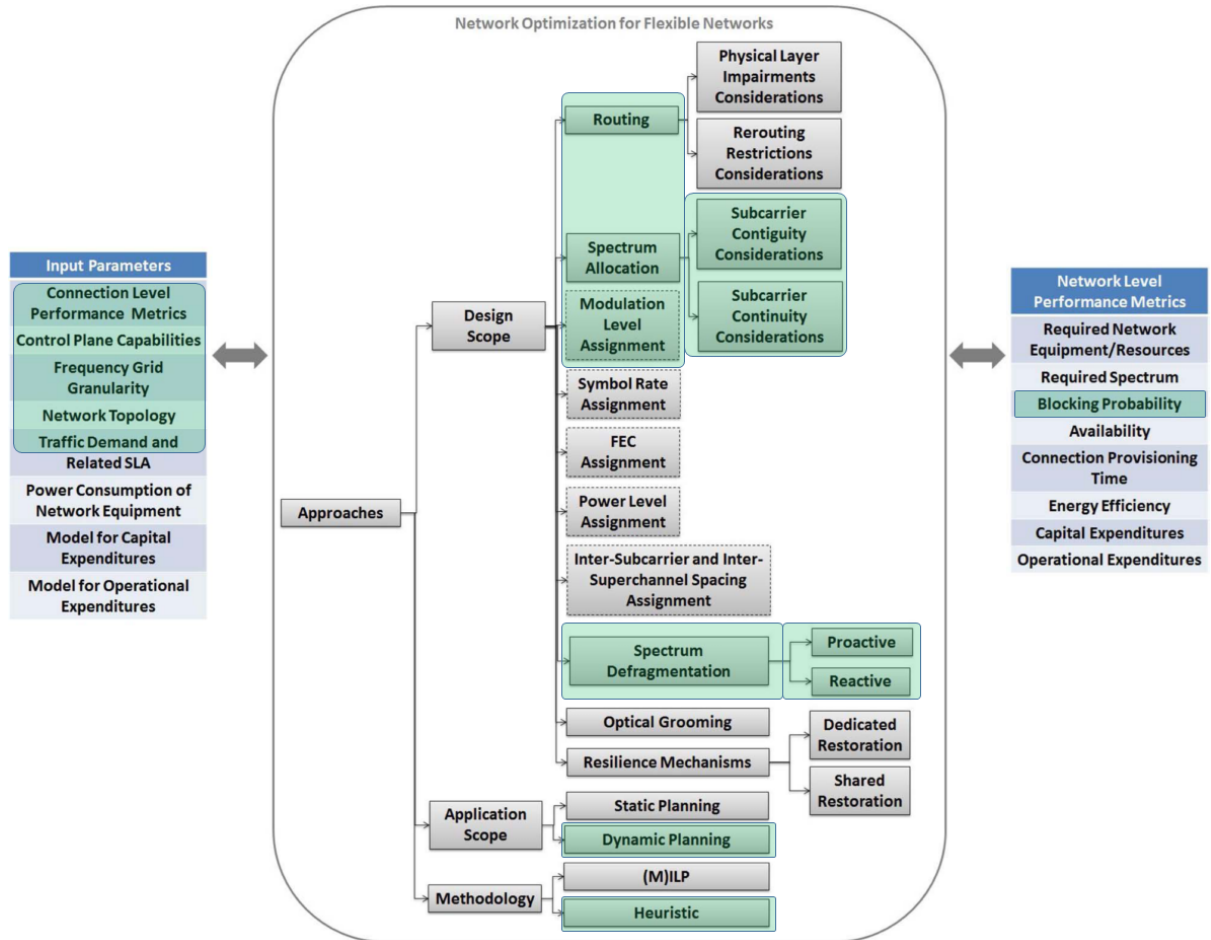 Network Optimization for Flexible Networks
Physical Layer
Impairments
Considerations
Routing
Rerouting
Restrictions
Considerations
Subcarrier
Contiguity
Considerations
Spectrum
Allocation
Subcarrier
Continuity
Considerations
Modulation
Level
Assignment
Design
Scope
Symbol Rate
Assignment
FEC
Assignment
Power Level
Assignment
Approaches
Inter-Subcarrier and Inter-
Superchannel Spacing
Assignment
Spectrum
Defragmentation
Proactive
Reactive
Optical Grooming
Resilience Mechanisms
Dedicated
Restoration
Shared
Restoration
Application
Scope
Static Planning
Dynamic Planning
Methodology
(M)ILP
Heuristic
Input Parameters
Connection Level
Performance Metrics
Control Plane Capabilities
Frequency Grid
Granularity
Network Topology
Traffic Demand and
Related SLA
Power Consumption of
Network Equipment
Model for Capital
Expenditures
Model for Operational
Expenditures
Network Level
Performance Metrics
Required Network
Equipment/Resources
Required Spectrum
Blocking Probability
Availability
Connection Provisioning
Time
Energy Efficiency
Capital Expenditures
Operational Expenditures